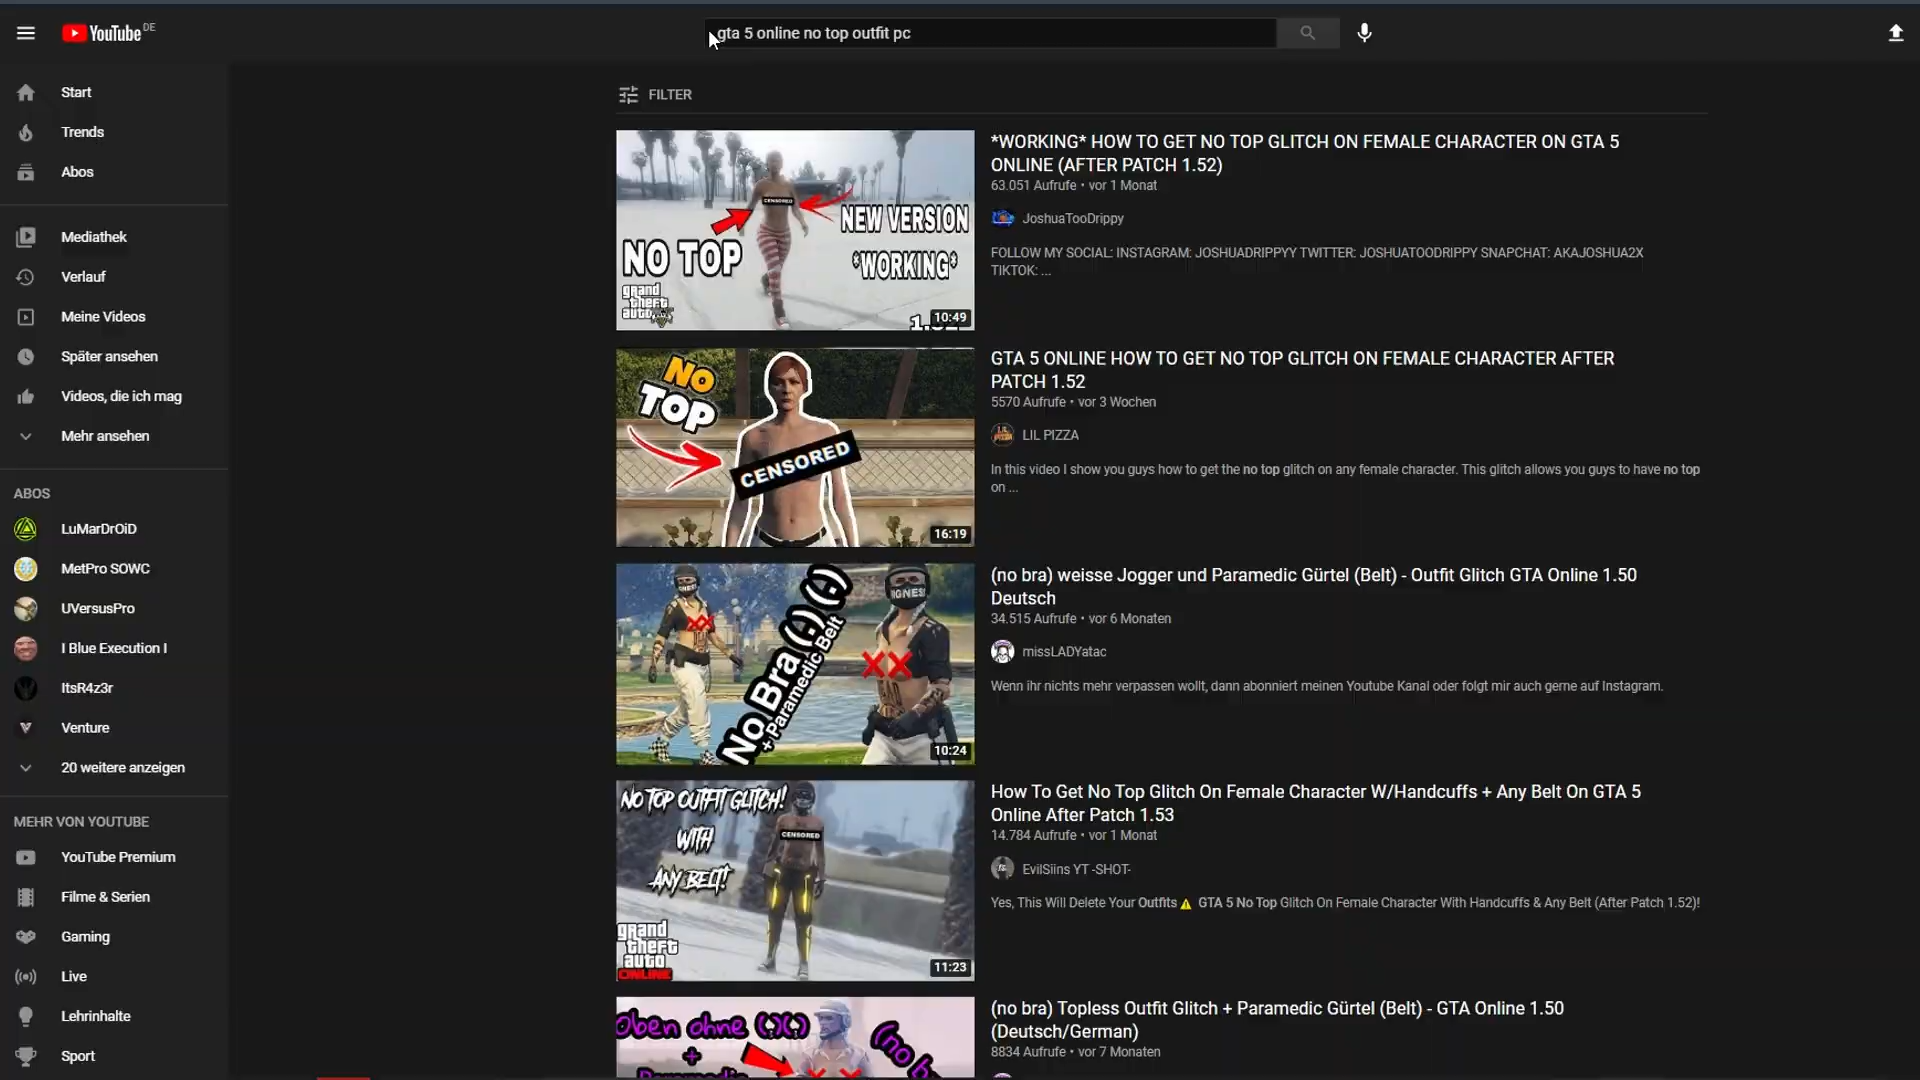 YouTube DE
gta 5 online no top outfit pc
Start
Trends
Abos
Mediathek
Verlauf
Meine Videos
Später ansehen
Videos, die ich mag
Mehr ansehen
ABOS
LuMarDrOiD
MetPro SOWC
UVersusPro
I Blue Execution I
ItsR4z3r
Venture
20 weitere anzeigen
MEHR VON YOUTUBE
YouTube Premium
Filme & Serien
Gaming
Live
Lehrinhalte
Sport
FILTER
CENSORED
NO TOP
NEW VERSION
*WORKING*
grand
theft
auto
10:49
*WORKING* HOW TO GET NO TOP GLITCH ON FEMALE CHARACTER ON GTA 5
ONLINE (AFTER PATCH 1.52)
63.051 Aufrufe • vor 1 Monat
JoshuaTooDrippy
FOLLOW MY SOCIAL: INSTAGRAM: JOSHUADRIPPYY TWITTER: JOSHUATOODRIPPY SNAPCHAT: AKAJOSHUA2X
TIKTOK: ...
NO
TOP
CENSORED
16:19
GTA 5 ONLINE HOW TO GET NO TOP GLITCH ON FEMALE CHARACTER AFTER
PATCH 1.52
5570 Aufrufe • vor 3 Wochen
LIL PIZZA
In this video I show you guys how to get the no top glitch on any female character. This glitch allows you guys to have no top
on ...
No Bra (.)(.)
+ Paramedic Belt
10:24
(no bra) weisse Jogger und Paramedic Gürtel (Belt) - Outfit Glitch GTA Online 1.50
Deutsch
34.515 Aufrufe • vor 6 Monaten
missLADYatac
Wenn ihr nichts mehr verpassen wollt, dann abonniert meinen Youtube Kanal oder folgt mir auch gerne auf Instagram.
NO TOP OUTFIT GLITCH!
WITH
ANY BELT!
CENSORED
grand
theft
auto
ONLINE
11:23
How To Get No Top Glitch On Female Character W/Handcuffs + Any Belt On GTA 5
Online After Patch 1.53
14.784 Aufrufe • vor 1 Monat
EvilSiins YT -SHOT-
Yes, This Will Delete Your Outfits ⚠ GTA 5 No Top Glitch On Female Character With Handcuffs & Any Belt (After Patch 1.52)!
Oben ohne (.)(.)
+
(no bra) Topless Outfit Glitch + Paramedic Gürtel (Belt) - GTA Online 1.50
(Deutsch/German)
8834 Aufrufe • vor 7 Monaten